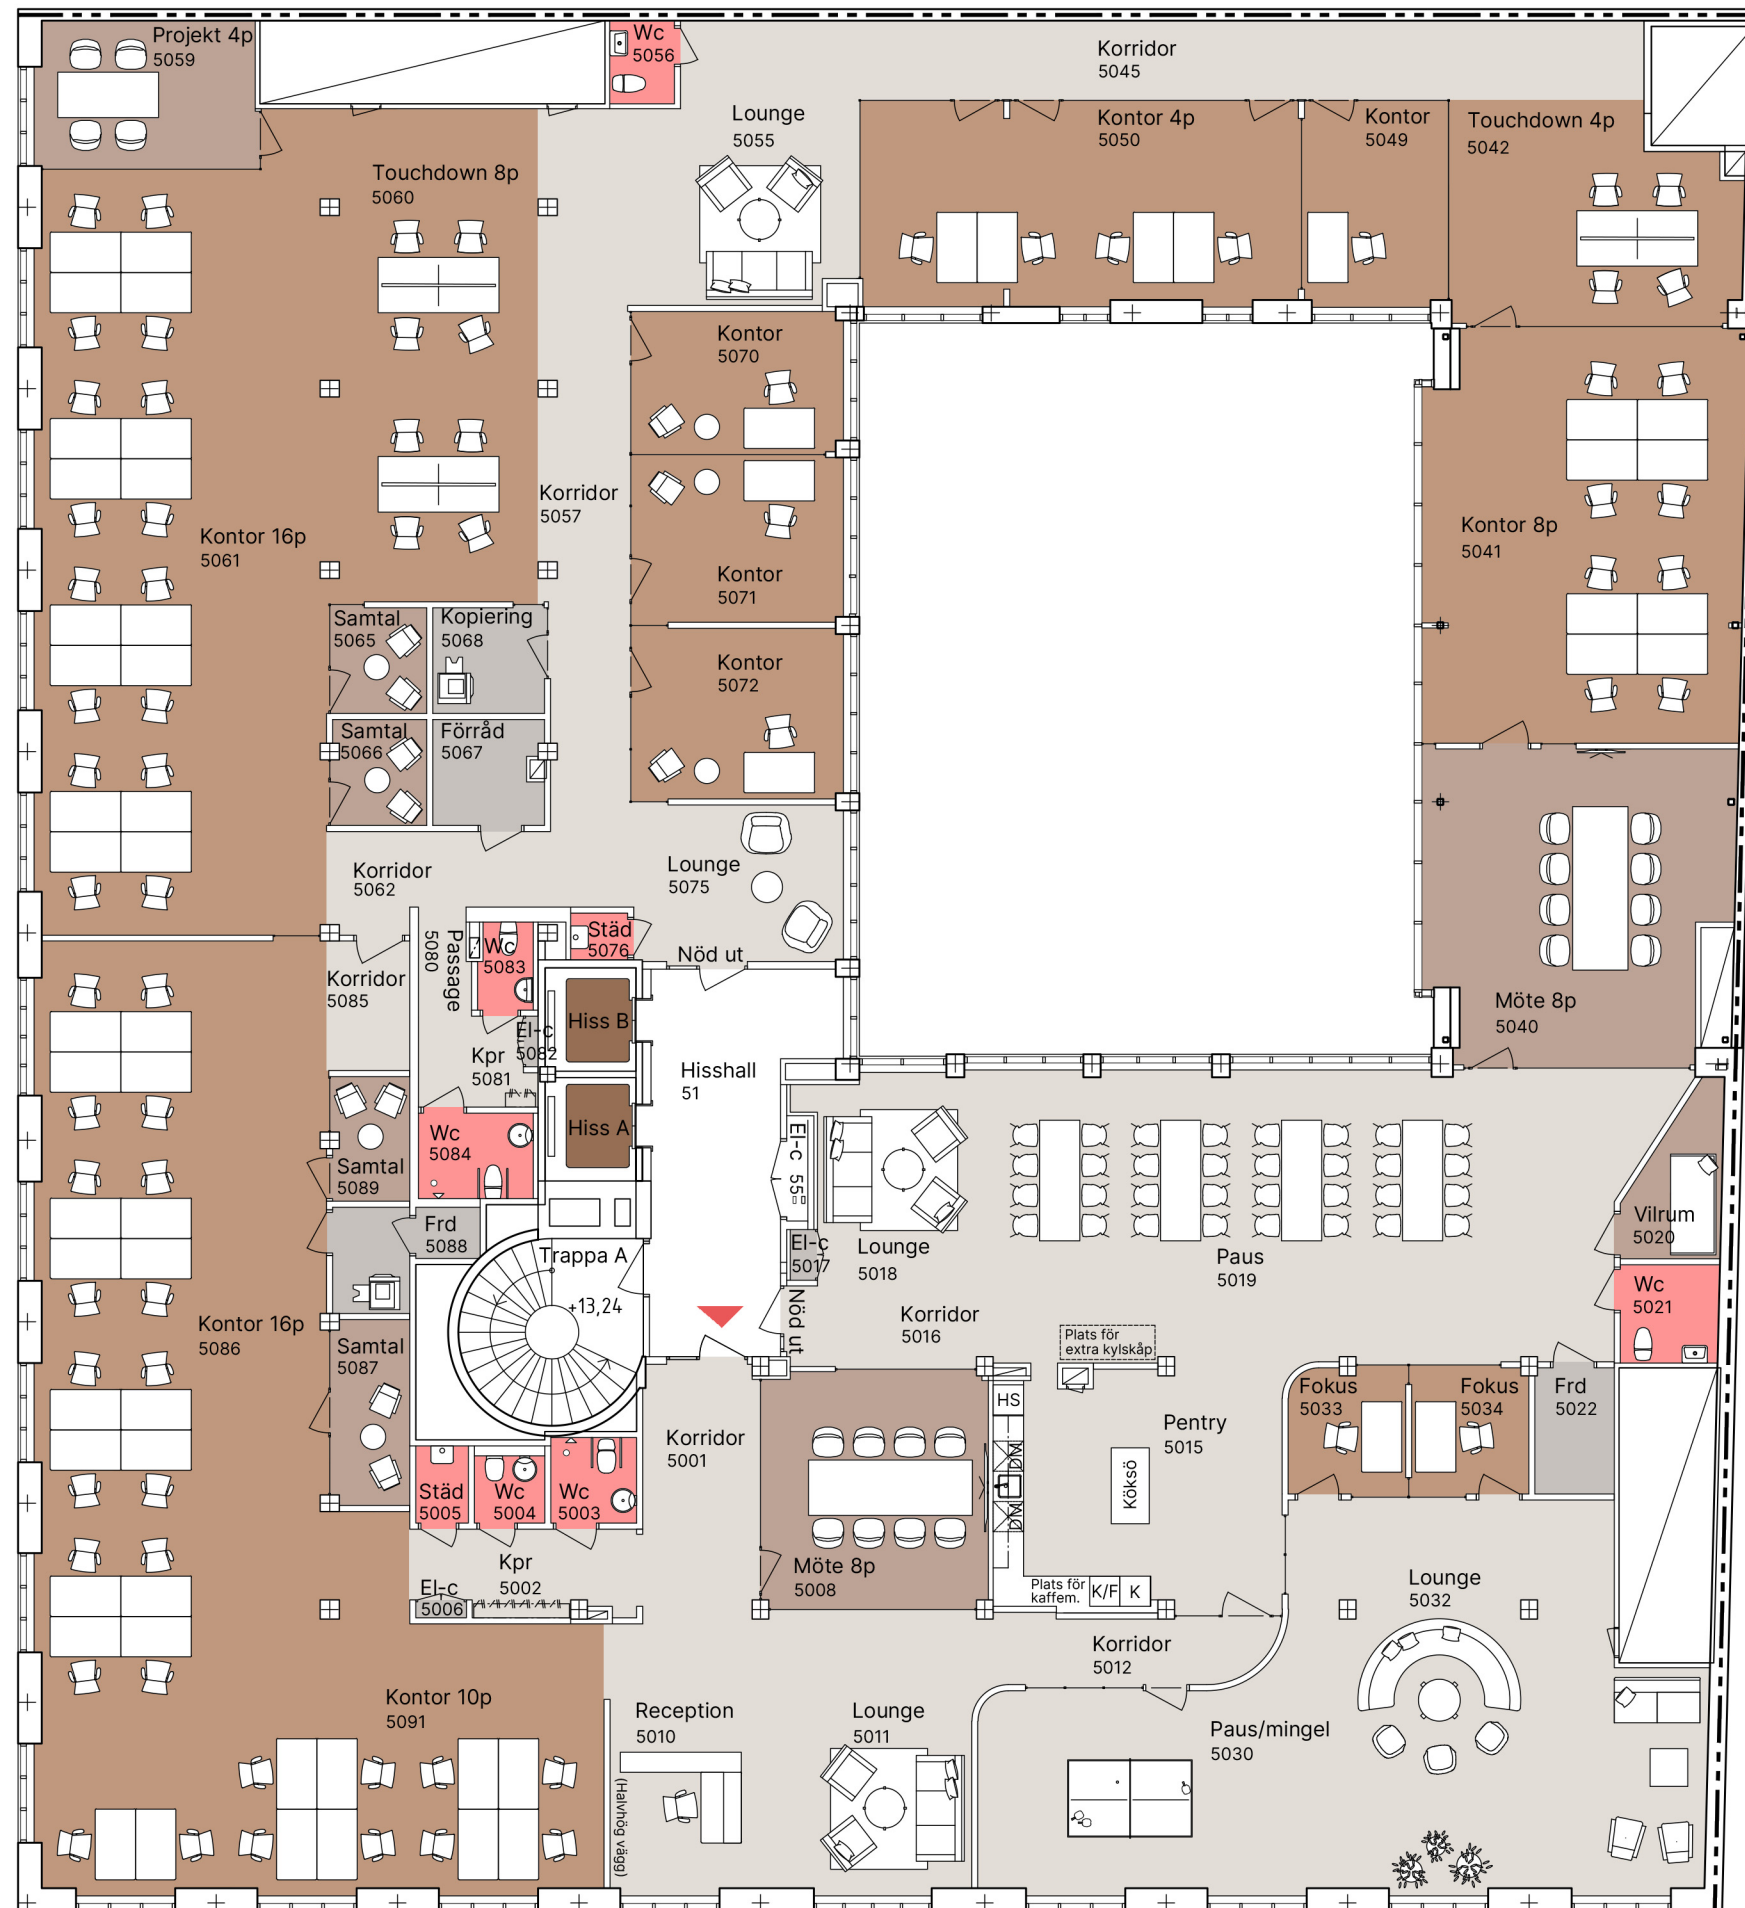 Projekt 4p
5059
Wc
5056
Korridor
5045
Lounge
5055
Kontor 4p
5050
Kontor
5049
Touchdown 4p
5042
Touchdown 8p
5060
Kontor
5070
Korridor
5057
Kontor 16p
5061
Kontor 8p
5041
Kontor
5071
Samtal
5065
Kopiering
5068
Kontor
5072
Samtal
5066
Förråd
5067
Korridor
5062
Lounge
5075
Passage
5080
Wc
5083
Städ
5076
Nöd ut
Korridor
5085
Möte 8p
5040
Hiss B
El-c
5082
Kpr
5081
Hisshall
51
Hiss A
Wc
5084
El-c 55
Samtal
5089
Frd
5088
Trappa A
+13,24
El-c
5017
Lounge
5018
Paus
5019
Vilrum
5020
Wc
5021
Nöd ut
Korridor
5016
Plats för
extra kylskåp
Kontor 16p
5086
Samtal
5087
HS
DM
DM
Pentry
5015
Köksö
Fokus
5033
Fokus
5034
Frd
5022
Korridor
5001
Städ
5005
Wc
5004
Wc
5003
Kpr
5002
El-c
5006
Möte 8p
5008
Plats för
kaffem.
K/F
K
Lounge
5032
Korridor
5012
Kontor 10p
5091
Reception
5010
(Halvhög vägg)
Lounge
5011
Paus/mingel
5030